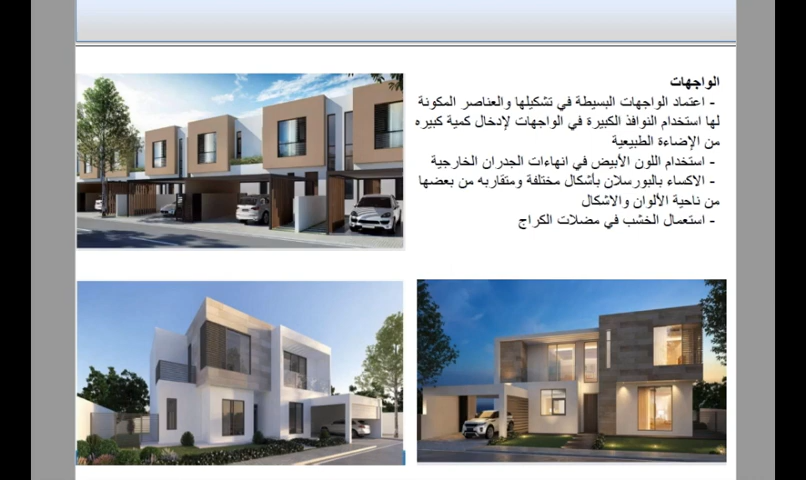 الواجهات
- اعتماد الواجهات البسيطة في تشكيلها والعناصر المكونة
لها استخدام النوافذ الكبيرة في الواجهات لإدخال كمية كبيره
من الإضاءة الطبيعية
- استخدام اللون الأبيض في انهاءات الجدران الخارجية
- الاكساء بالبورسلان بأشكال مختلفة ومتقاربه من بعضها
من ناحية الألوان والاشكال
- استعمال الخشب في مضلات الكراج